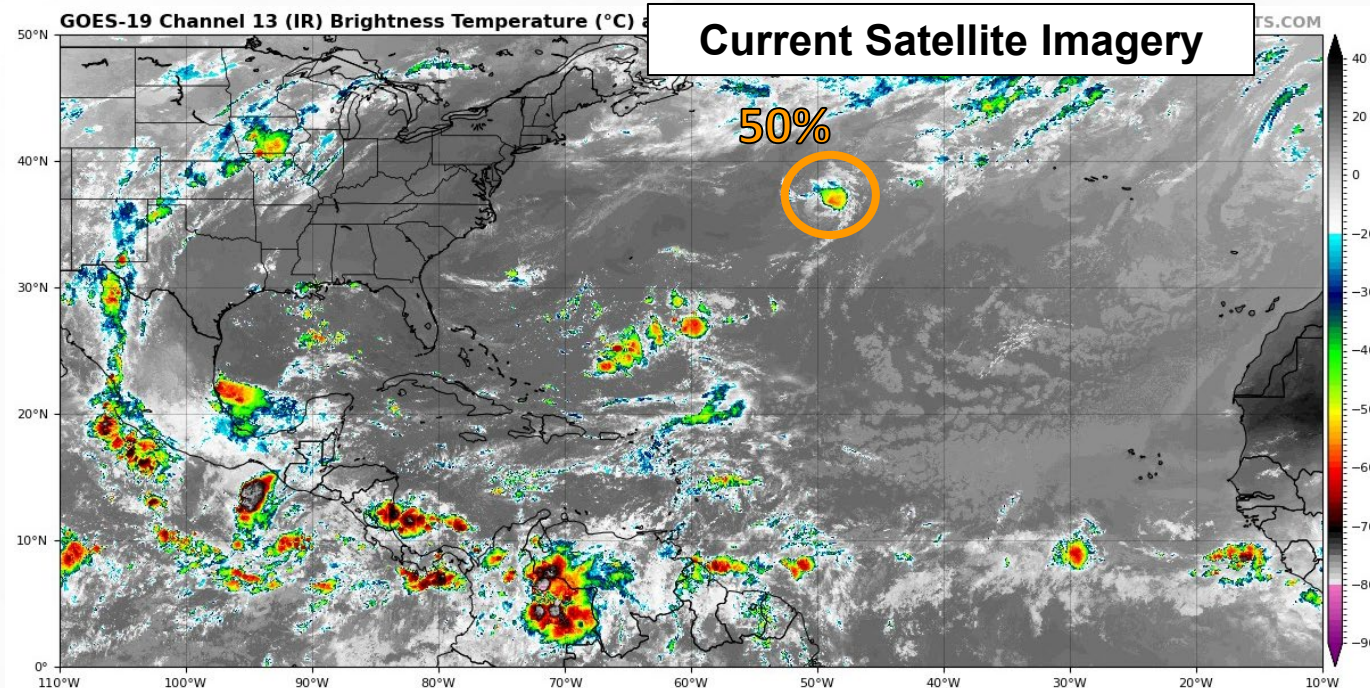 GOES-19 Channel 13 (IR) Brightness Temperature (°C) a
TS.COM
Current Satellite Imagery
50%
50°N
40°N
30°N
20°N
10°N
0°
110°W 100°W 90°W 80°W 70°W 60°W 50°W 40°W 30°W 20°W 10°W
40
20
0
−20
−30
−40
−50
−60
−70
−80
−90